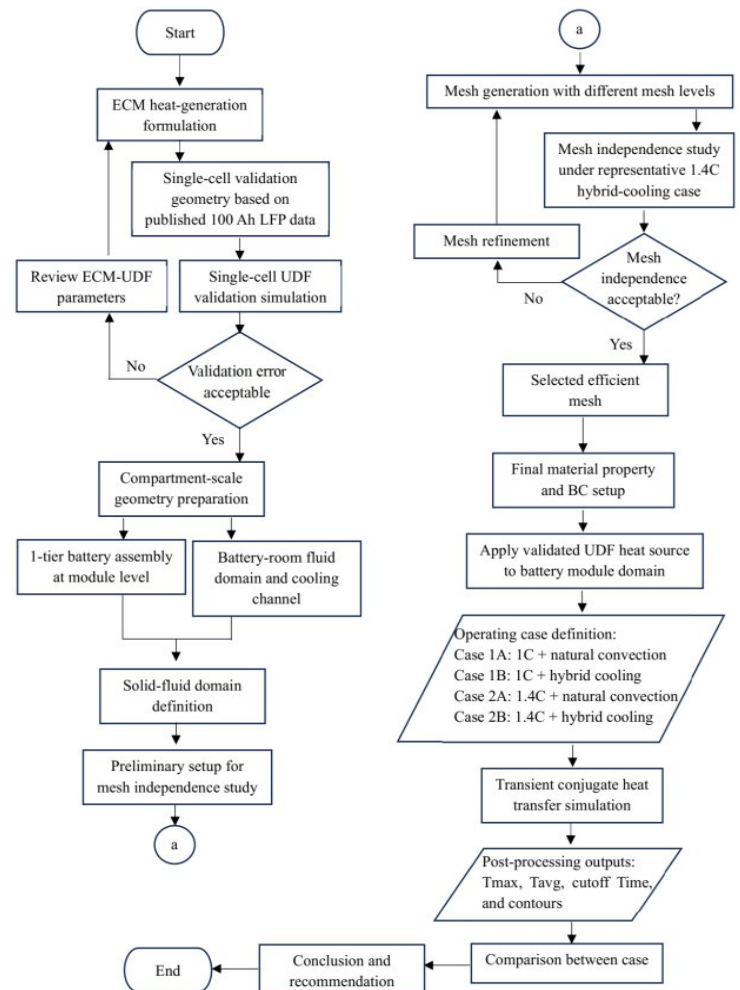 Start
ECM heat-generation
formulation
Single-cell validation
geometry based on
published 100 Ah LFP data
Review ECM-UDF
parameters
Single-cell UDF
validation simulation
No
Validation error
acceptable
Yes
Compartment-scale
geometry preparation
1-tier battery assembly
at module level
Battery-room fluid
domain and cooling
channel
Solid-fluid domain
definition
Preliminary setup for
mesh independence study
a
a
Mesh generation with different mesh levels
Mesh independence study
under representative 1.4C
hybrid-cooling case
Mesh refinement
Mesh
independence
acceptable?
No
Yes
Selected efficient
mesh
Final material property
and BC setup
Apply validated UDF heat source
to battery module domain
Operating case definition:
Case 1A: 1C + natural convection
Case 1B: 1C + hybrid cooling
Case 2A: 1.4C + natural convection
Case 2B: 1.4C + hybrid cooling
Transient conjugate heat
transfer simulation
Post-processing outputs:
Tmax, Tavg, cutoff Time,
and contours
Comparison between case
Conclusion and
recommendation
End